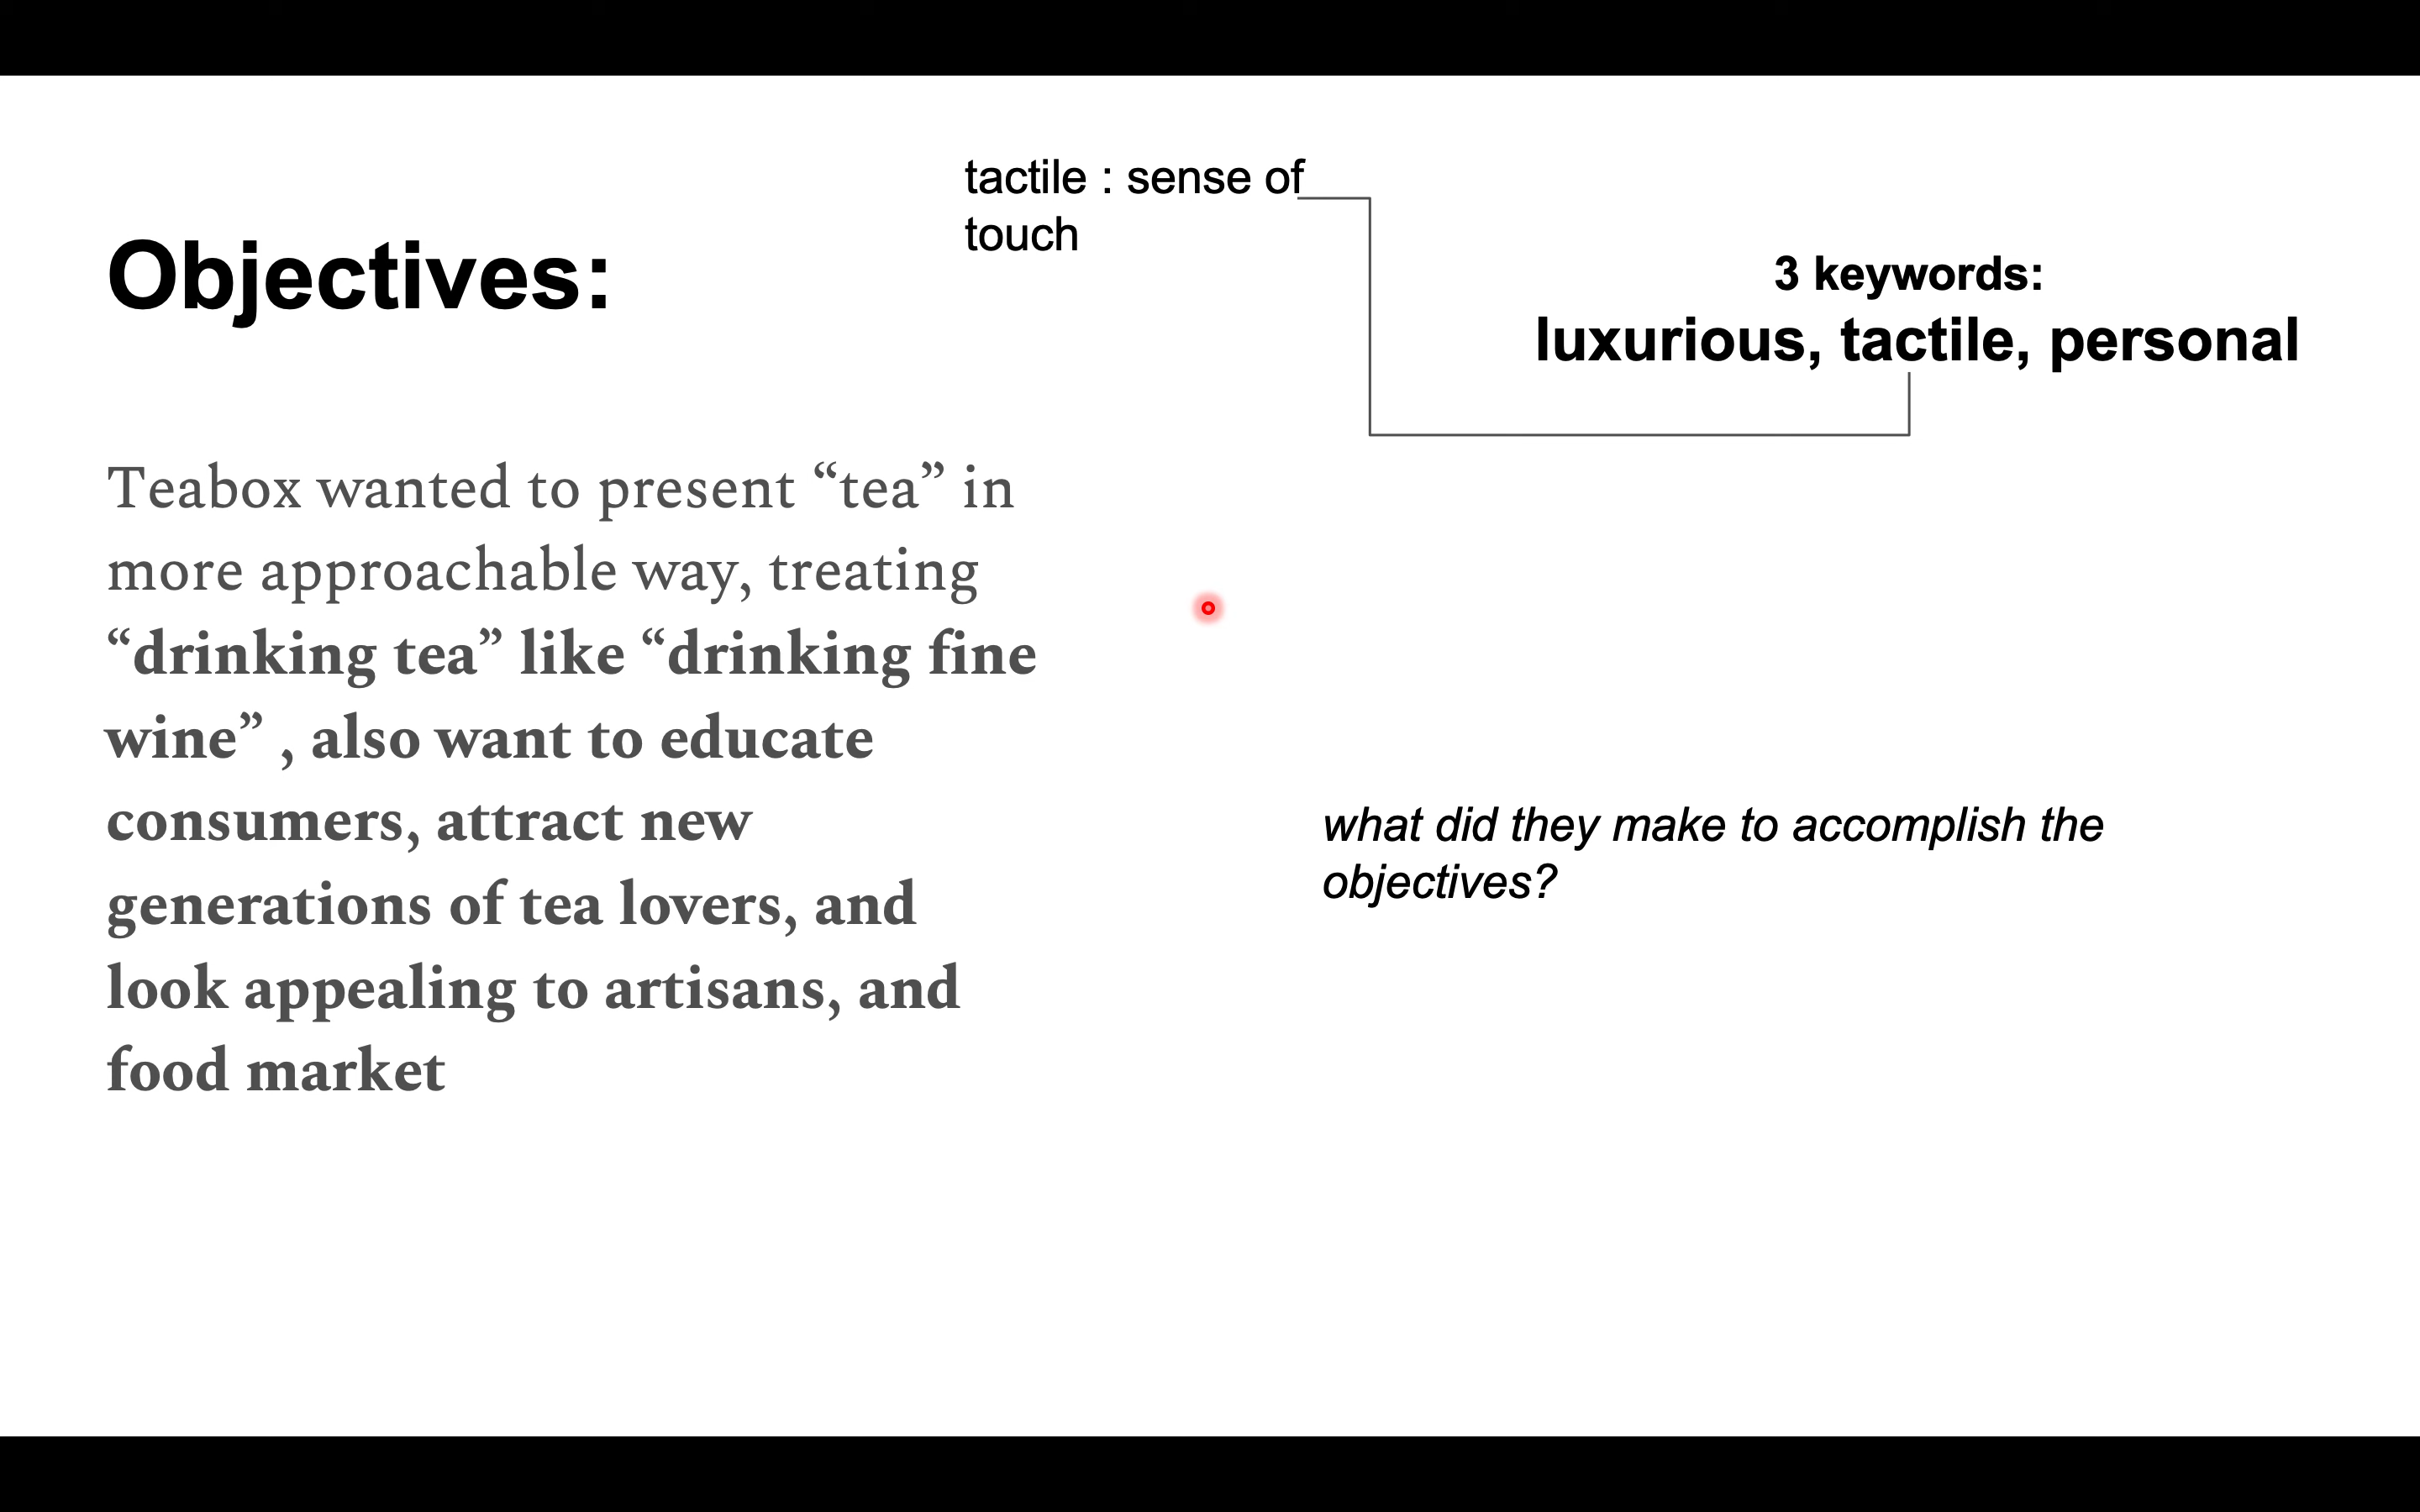 Objectives:
Teabox wanted to present “tea” in
more approachable way, treating
“drinking tea” like “drinking fine
wine” , also want to educate
consumers, attract new
generations of tea lovers, and
look appealing to artisans, and
food market
tactile : sense of
touch
3 keywords:
luxurious, tactile, personal
what did they make to accomplish the
objectives?